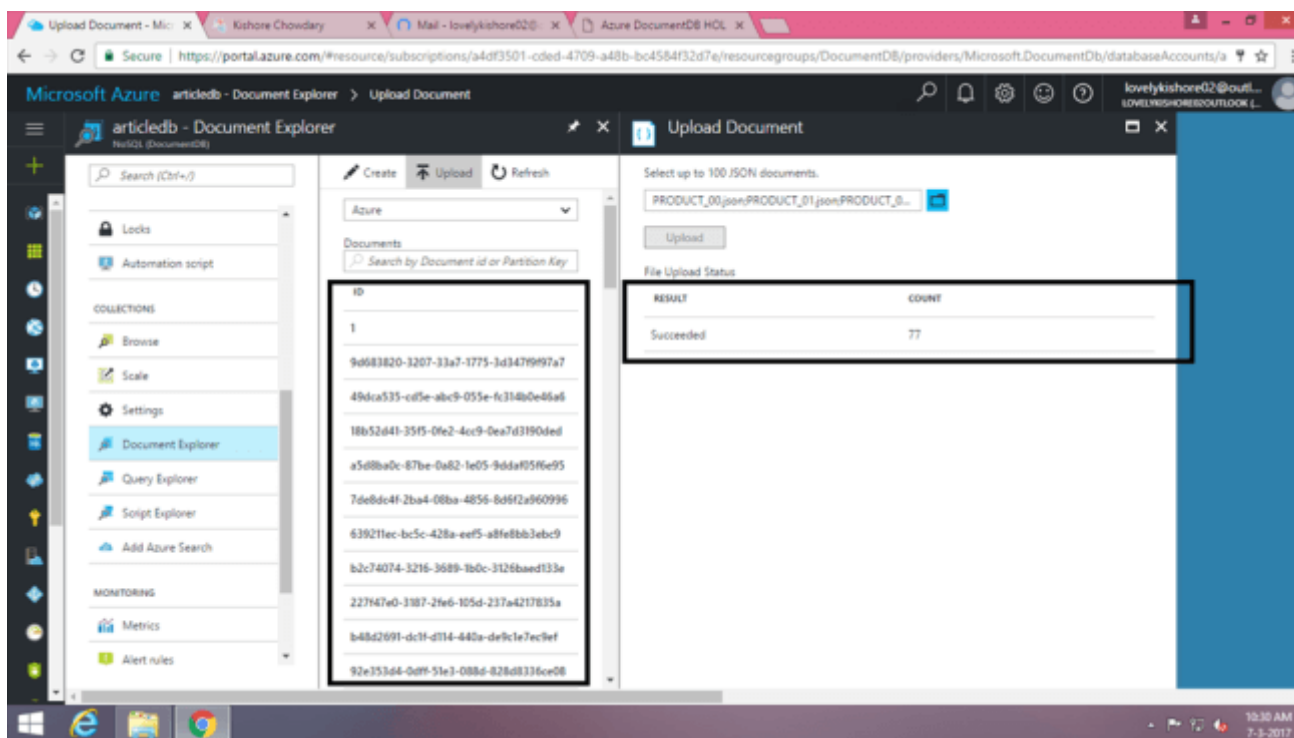 Upload Document - Mic
Kishore Chowdary
Mail - lovelykishore02@
Azure DocumentDB HOL
Secure | https://portal.azure.com/#resource/subscriptions/a4df3501-cded-4709-a48b-bc4584f32d7e/resourcegroups/DocumentDB/providers/Microsoft.DocumentDb/databaseAccounts/a
Microsoft Azure articledb - Document Explorer > Upload Document
lovelykishore02@outl...
articledb - Document Explorer
NoSQL (DocumentDB)
Search (Ctrl+/)
Locks
Automation script
COLLECTIONS
Browse
Scale
Settings
Document Explorer
Query Explorer
Script Explorer
Add Azure Search
MONITORING
Metrics
Alert rules
Create Upload Refresh
Azure
Documents
Search by Document id or Partition Key
ID
1
9d683820-3207-33a7-1775-3d347f9f97a7
49dca535-cd5e-abc9-055e-fc314b0e46a6
18b52d41-35f5-0fe2-4cc9-0ea7d3190ded
a5d8ba0c-87be-0a82-1e05-9ddaf05f6e95
7de8dc4f-2ba4-08ba-4856-8d6f2a960996
639211ec-bc5c-428a-eef5-a8fe8bb3ebc9
b2c74074-3216-3689-1b0c-3126baed133e
227f47e0-3187-2fe6-105d-237a4217835a
b48d2691-dc1f-d114-440a-de9c1e7ec9ef
92e353d4-0dff-51e3-088d-828d8336ce08
Upload Document
Select up to 100 JSON documents.
PRODUCT_00.json;PRODUCT_01.json;PRODUCT_0...
Upload
File Upload Status
RESULT COUNT
Succeeded 77
10:30 AM
7-3-2017